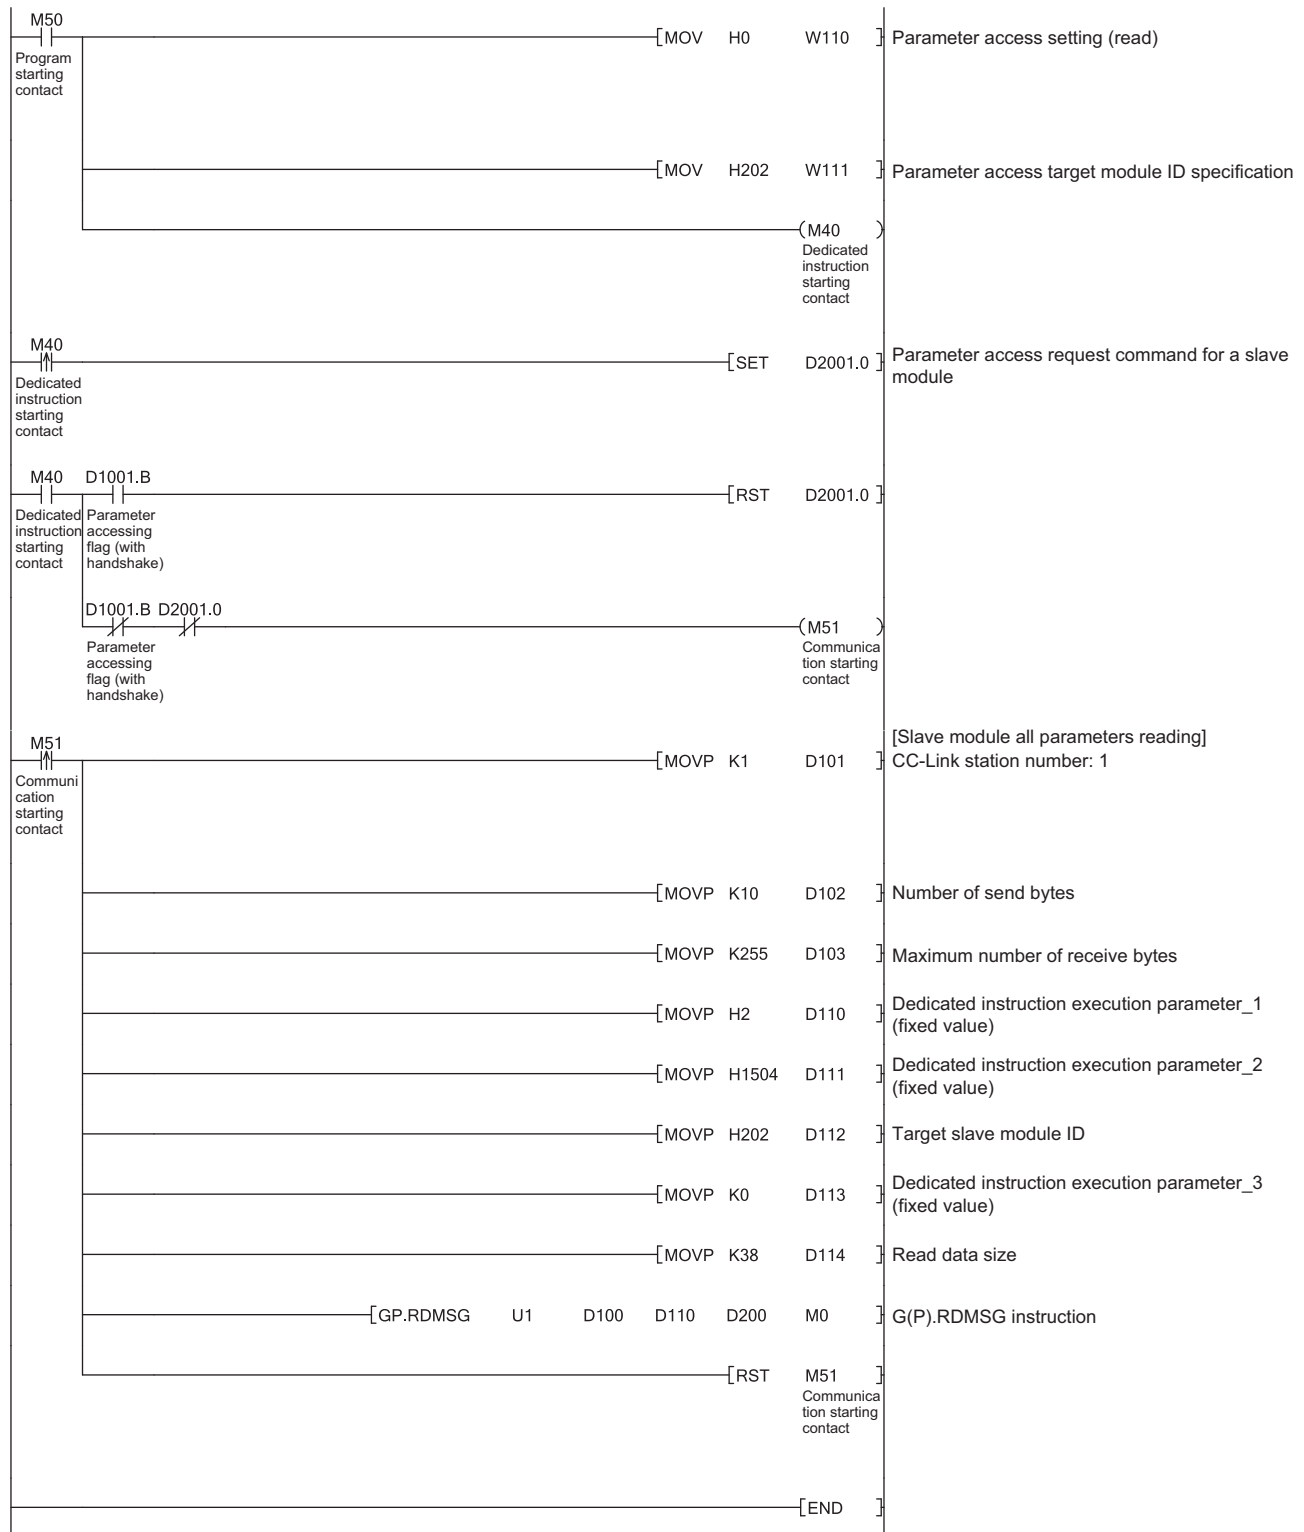 M50
[MOV H0 W110 ] Parameter access setting (read)
Program
starting
contact
[MOV H202 W111 ] Parameter access target module ID specification
(M40 )
Dedicated
instruction
starting
contact
M40
[SET D2001.0 ] Parameter access request command for a slave
module
Dedicated
instruction
starting
contact
M40 D1001.B
[RST D2001.0 ]
Dedicated Parameter
instruction accessing
starting flag (with
contact handshake)
D1001.B D2001.0
(M51 )
Parameter
accessing
flag (with
handshake)
Communica
tion starting
contact
M51
[Slave module all parameters reading]
[MOVP K1 D101 ] CC-Link station number: 1
Communi
cation
starting
contact
[MOVP K10 D102 ] Number of send bytes
[MOVP K255 D103 ] Maximum number of receive bytes
[MOVP H2 D110 ] Dedicated instruction execution parameter_1
(fixed value)
[MOVP H1504 D111 ] Dedicated instruction execution parameter_2
(fixed value)
[MOVP H202 D112 ] Target slave module ID
[MOVP K0 D113 ] Dedicated instruction execution parameter_3
(fixed value)
[MOVP K38 D114 ] Read data size
[GP.RDMSG U1 D100 D110 D200 M0 ] G(P).RDMSG instruction
[RST M51 ]
Communica
tion starting
contact
[END ]